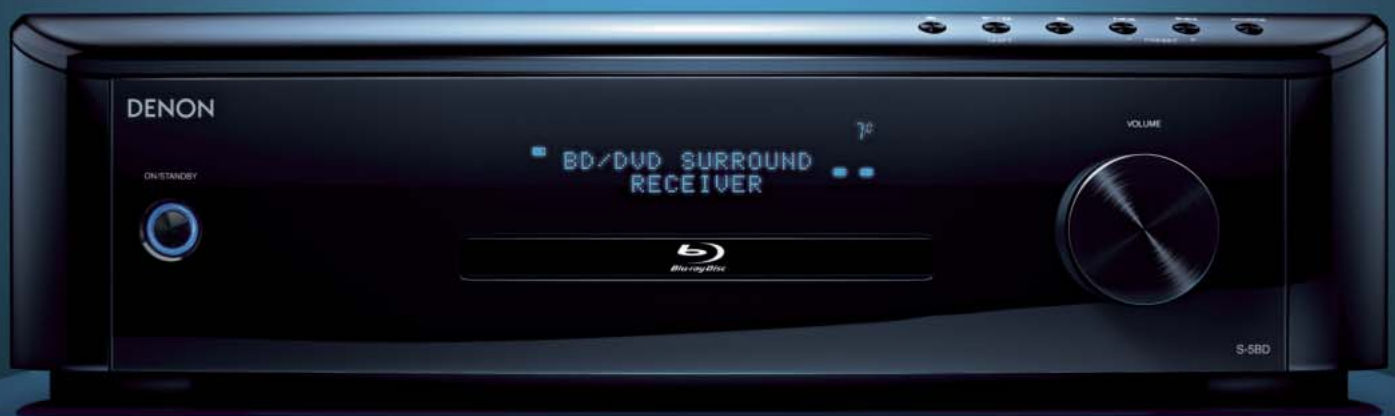 DENON
ON/STANDBY
BD/DVD SURROUND
RECEIVER
Blu-ray Disc
VOLUME
S-5BD